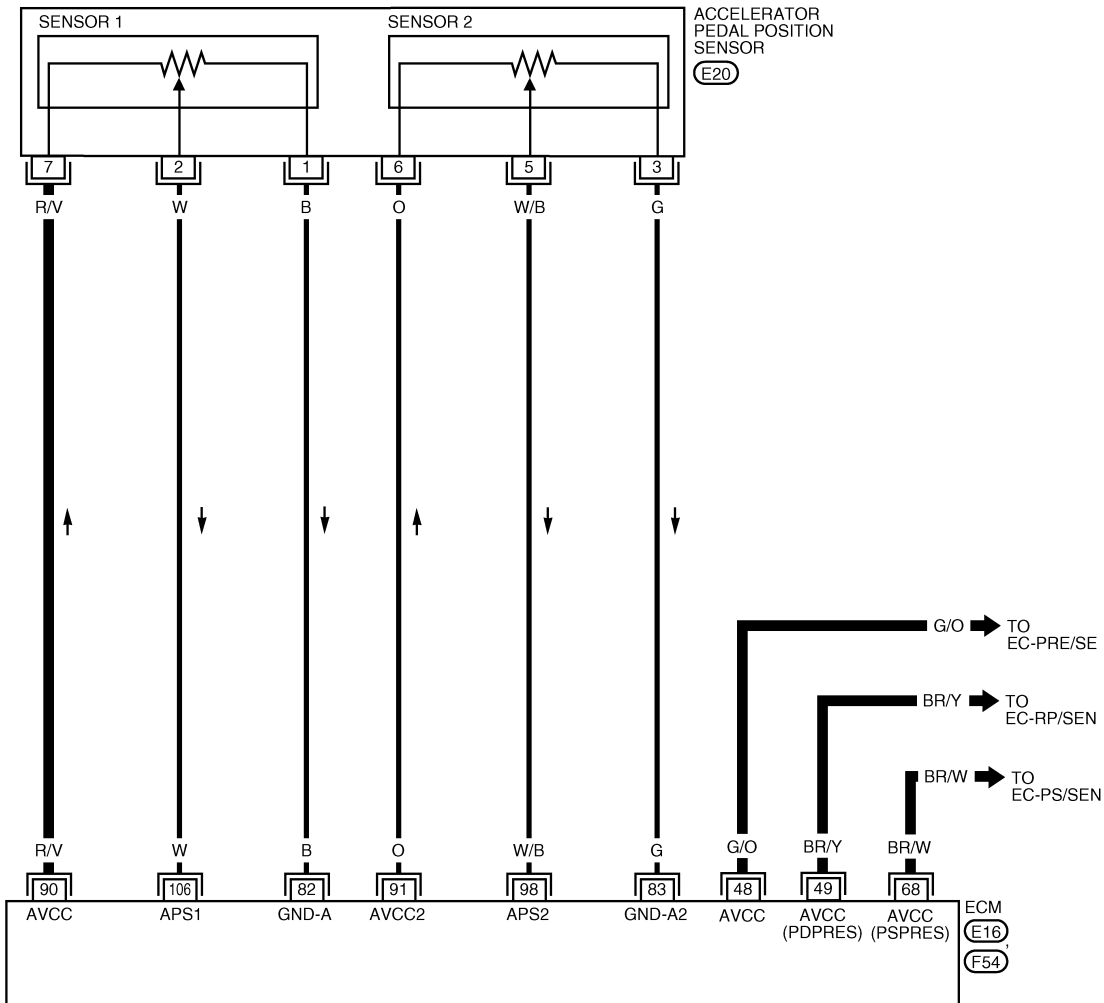 SENSOR 1
SENSOR 2
ACCELERATOR
PEDAL POSITION
SENSOR
E20
7 2 1 6 5 3
R/V W B O W/B G
G/O TO
EC-PRE/SE
BR/Y TO
EC-RP/SEN
BR/W TO
EC-PS/SEN
R/V W B O W/B G G/O BR/Y BR/W
90 106 82 91 98 83 48 49 68
AVCC APS1 GND-A AVCC2 APS2 GND-A2 AVCC AVCC (PDPRES) AVCC (PSPRES)
ECM
E16 ,
F54